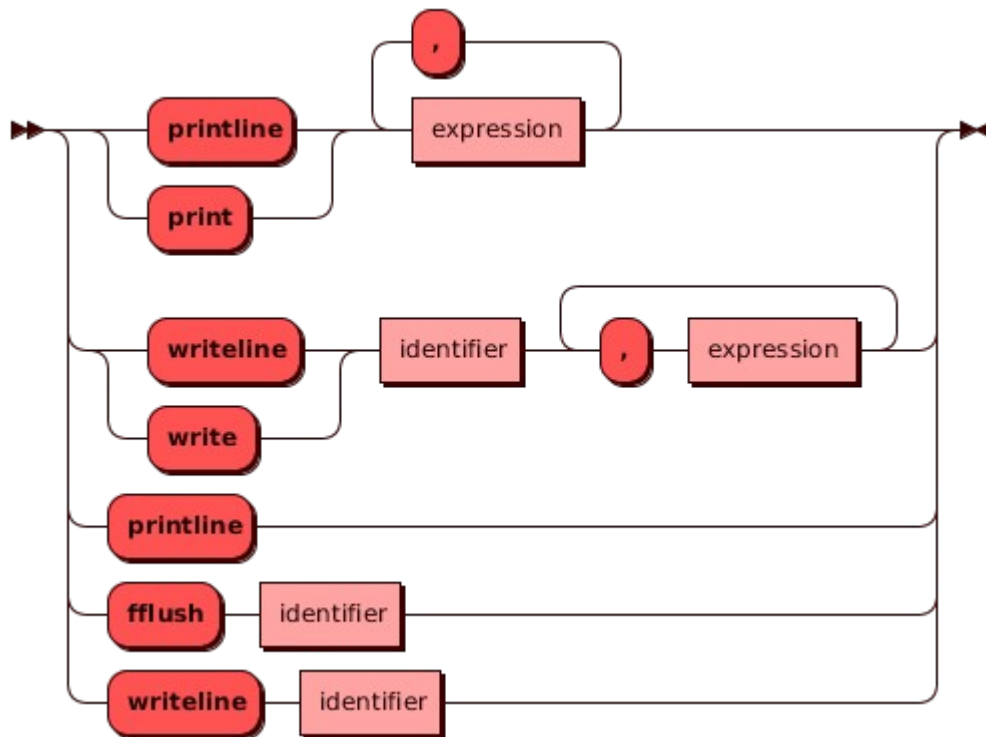 ,
printline expression
print
writeline identifier , expression
write
printline
fflush identifier
writeline identifier